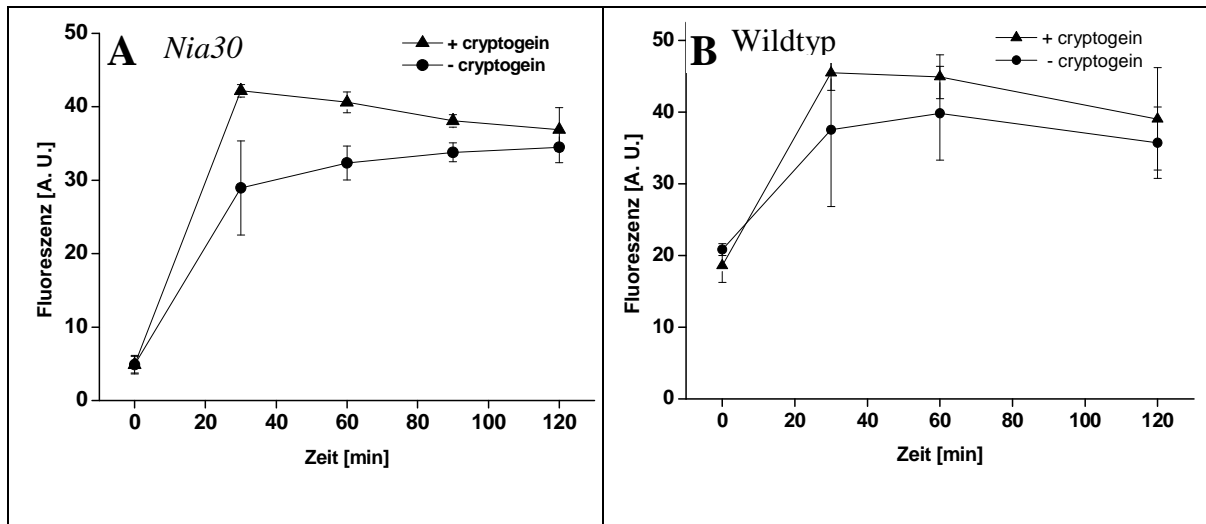 A Nia30
+ cryptogein
- cryptogein
50
40
30
20
10
0
Fluoreszenz [A. U.]
0 20 40 60 80 100 120
Zeit [min]
B Wildtyp
+ cryptogein
- cryptogein
50
40
30
20
10
0
Fluoreszenz [A. U.]
0 20 40 60 80 100 120
Zeit [min]